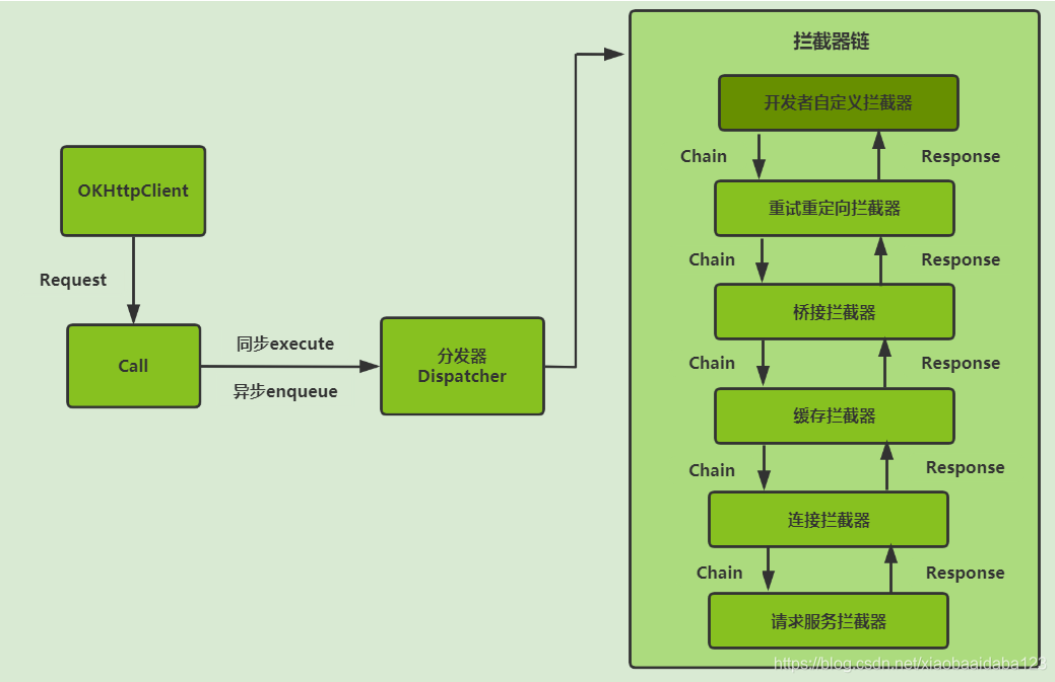 拦截器链
开发者自定义拦截器
Chain
Response
OKHttpClient
重试重定向拦截器
Request
Chain
Response
桥接拦截器
同步execute
Call
分发器
Dispatcher
异步enqueue
Chain
Response
缓存拦截器
Chain
Response
连接拦截器
Chain
Response
请求服务拦截器
https://blog.csdn.net/xiaobaaidaba123